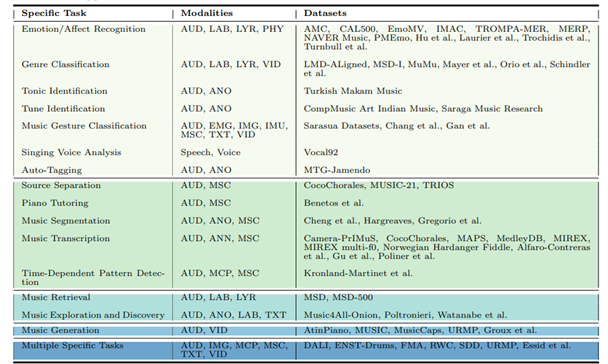 Specific Task Modalities Datasets
Emotion/Affect Recognition AUD, LAB, LYR, PHY AMC, CAL500, EmoMV, IMAC, TROMPA-MER, MERP,
NAVER Music, PMEmo, Hu et al., Laurier et al., Trochidis et al.,
Turnbull et al.
Genre Classification AUD, LAB, LYR, VID LMD-ALigned, MSD-I, MuMu, Mayer et al., Orio et al., Schindler
et al.
Tonic Identification AUD, ANO Turkish Makam Music
Tune Identification AUD, ANO CompMusic Art Indian Music, Saraga Music Research
Music Gesture Classification AUD, EMG, IMG, IMU, Sarasua Datasets, Chang et al., Gan et al.
MSC, TXT, VID
Singing Voice Analysis Speech, Voice Vocal92
Auto-Tagging AUD, ANO MTG-Jamendo
Source Separation AUD, MSC CocoChorales, MUSIC-21, TRIOS
Piano Tutoring AUD, MSC Benetos et al.
Music Segmentation AUD, ANO, MSC Cheng et al., Hargreaves, Gregorio et al.
Music Transcription AUD, ANN, MSC Camera-PrIMuS, CocoChorales, MAPS, MedleyDB, MIREX,
MIREX multi-f0, Norwegian Hardanger Fiddle, Alfaro-Contreras
et al., Gu et al., Poliner et al.
Time-Dependent Pattern Detec- AUD, MCP, MSC Kronland-Martinet et al.
tion
Music Retrieval AUD, LAB, LYR MSD, MSD-500
Music Exploration and Discovery AUD, ANO, LAB, TXT Music4All-Onion, Poltronieri, Watanabe et al.
Music Generation AUD, VID AtinPiano, MUSIC, MusicCaps, URMP, Groux et al.
Multiple Specific Tasks AUD, IMG, MCP, MSC, DALI, ENST-Drums, FMA, RWC, SDD, URMP, Essid et al.
TXT, VID